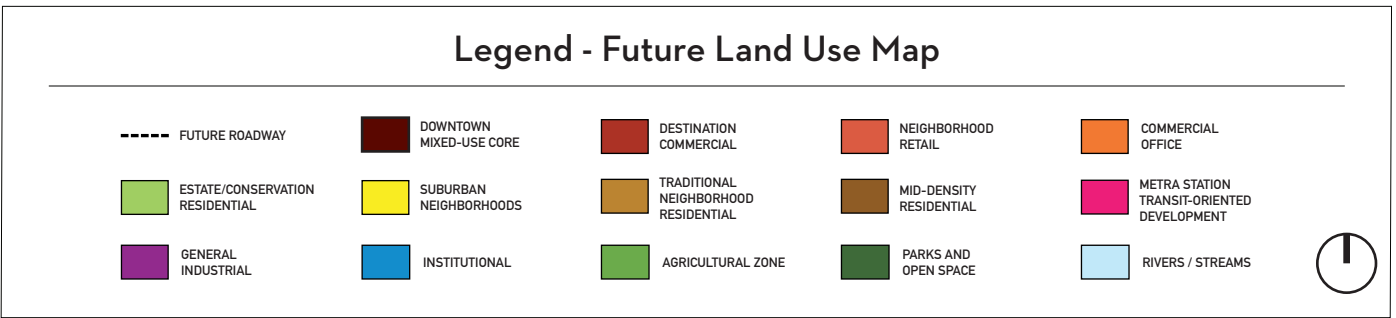 Legend - Future Land Use Map
FUTURE ROADWAY
DOWNTOWN
MIXED-USE CORE
DESTINATION
COMMERCIAL
NEIGHBORHOOD
RETAIL
COMMERCIAL
OFFICE
ESTATE/CONSERVATION
RESIDENTIAL
SUBURBAN
NEIGHBORHOODS
TRADITIONAL
NEIGHBORHOOD
RESIDENTIAL
MID-DENSITY
RESIDENTIAL
METRA STATION
TRANSIT-ORIENTED
DEVELOPMENT
GENERAL
INDUSTRIAL
INSTITUTIONAL
AGRICULTURAL ZONE
PARKS AND
OPEN SPACE
RIVERS / STREAMS